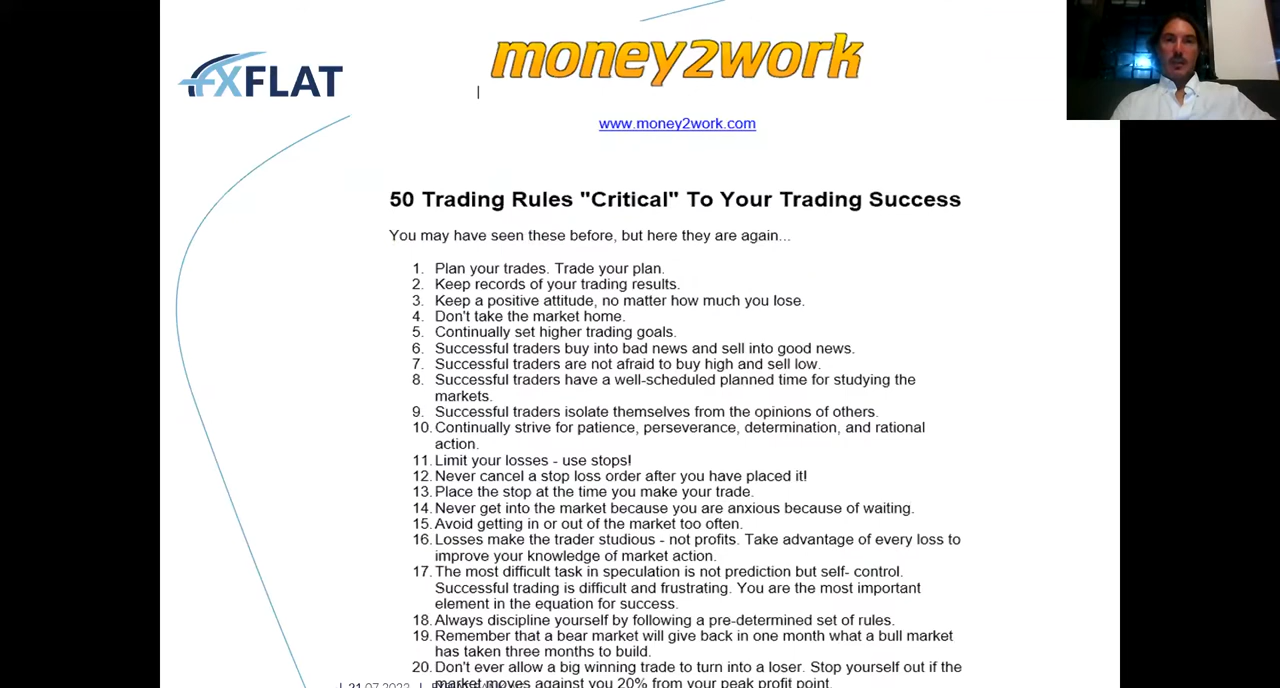 FXFLAT
money2work
www.money2work.com
50 Trading Rules "Critical" To Your Trading Success
You may have seen these before, but here they are again...
1. Plan your trades. Trade your plan.
2. Keep records of your trading results.
3. Keep a positive attitude, no matter how much you lose.
4. Don't take the market home.
5. Continually set higher trading goals.
6. Successful traders buy into bad news and sell into good news.
7. Successful traders are not afraid to buy high and sell low.
8. Successful traders have a well-scheduled planned time for studying the
markets.
9. Successful traders isolate themselves from the opinions of others.
10. Continually strive for patience, perseverance, determination, and rational
action.
11. Limit your losses - use stops!
12. Never cancel a stop loss order after you have placed it!
13. Place the stop at the time you make your trade.
14. Never get into the market because you are anxious because of waiting.
15. Avoid getting in or out of the market too often.
16. Losses make the trader studious - not profits. Take advantage of every loss to
improve your knowledge of market action.
17. The most difficult task in speculation is not prediction but self- control.
Successful trading is difficult and frustrating. You are the most important
element in the equation for success.
18. Always discipline yourself by following a pre-determined set of rules.
19. Remember that a bear market will give back in one month what a bull market
has taken three months to build.
20. Don't ever allow a big winning trade to turn into a loser. Stop yourself out if the
market moves against you 20% from your peak profit point.